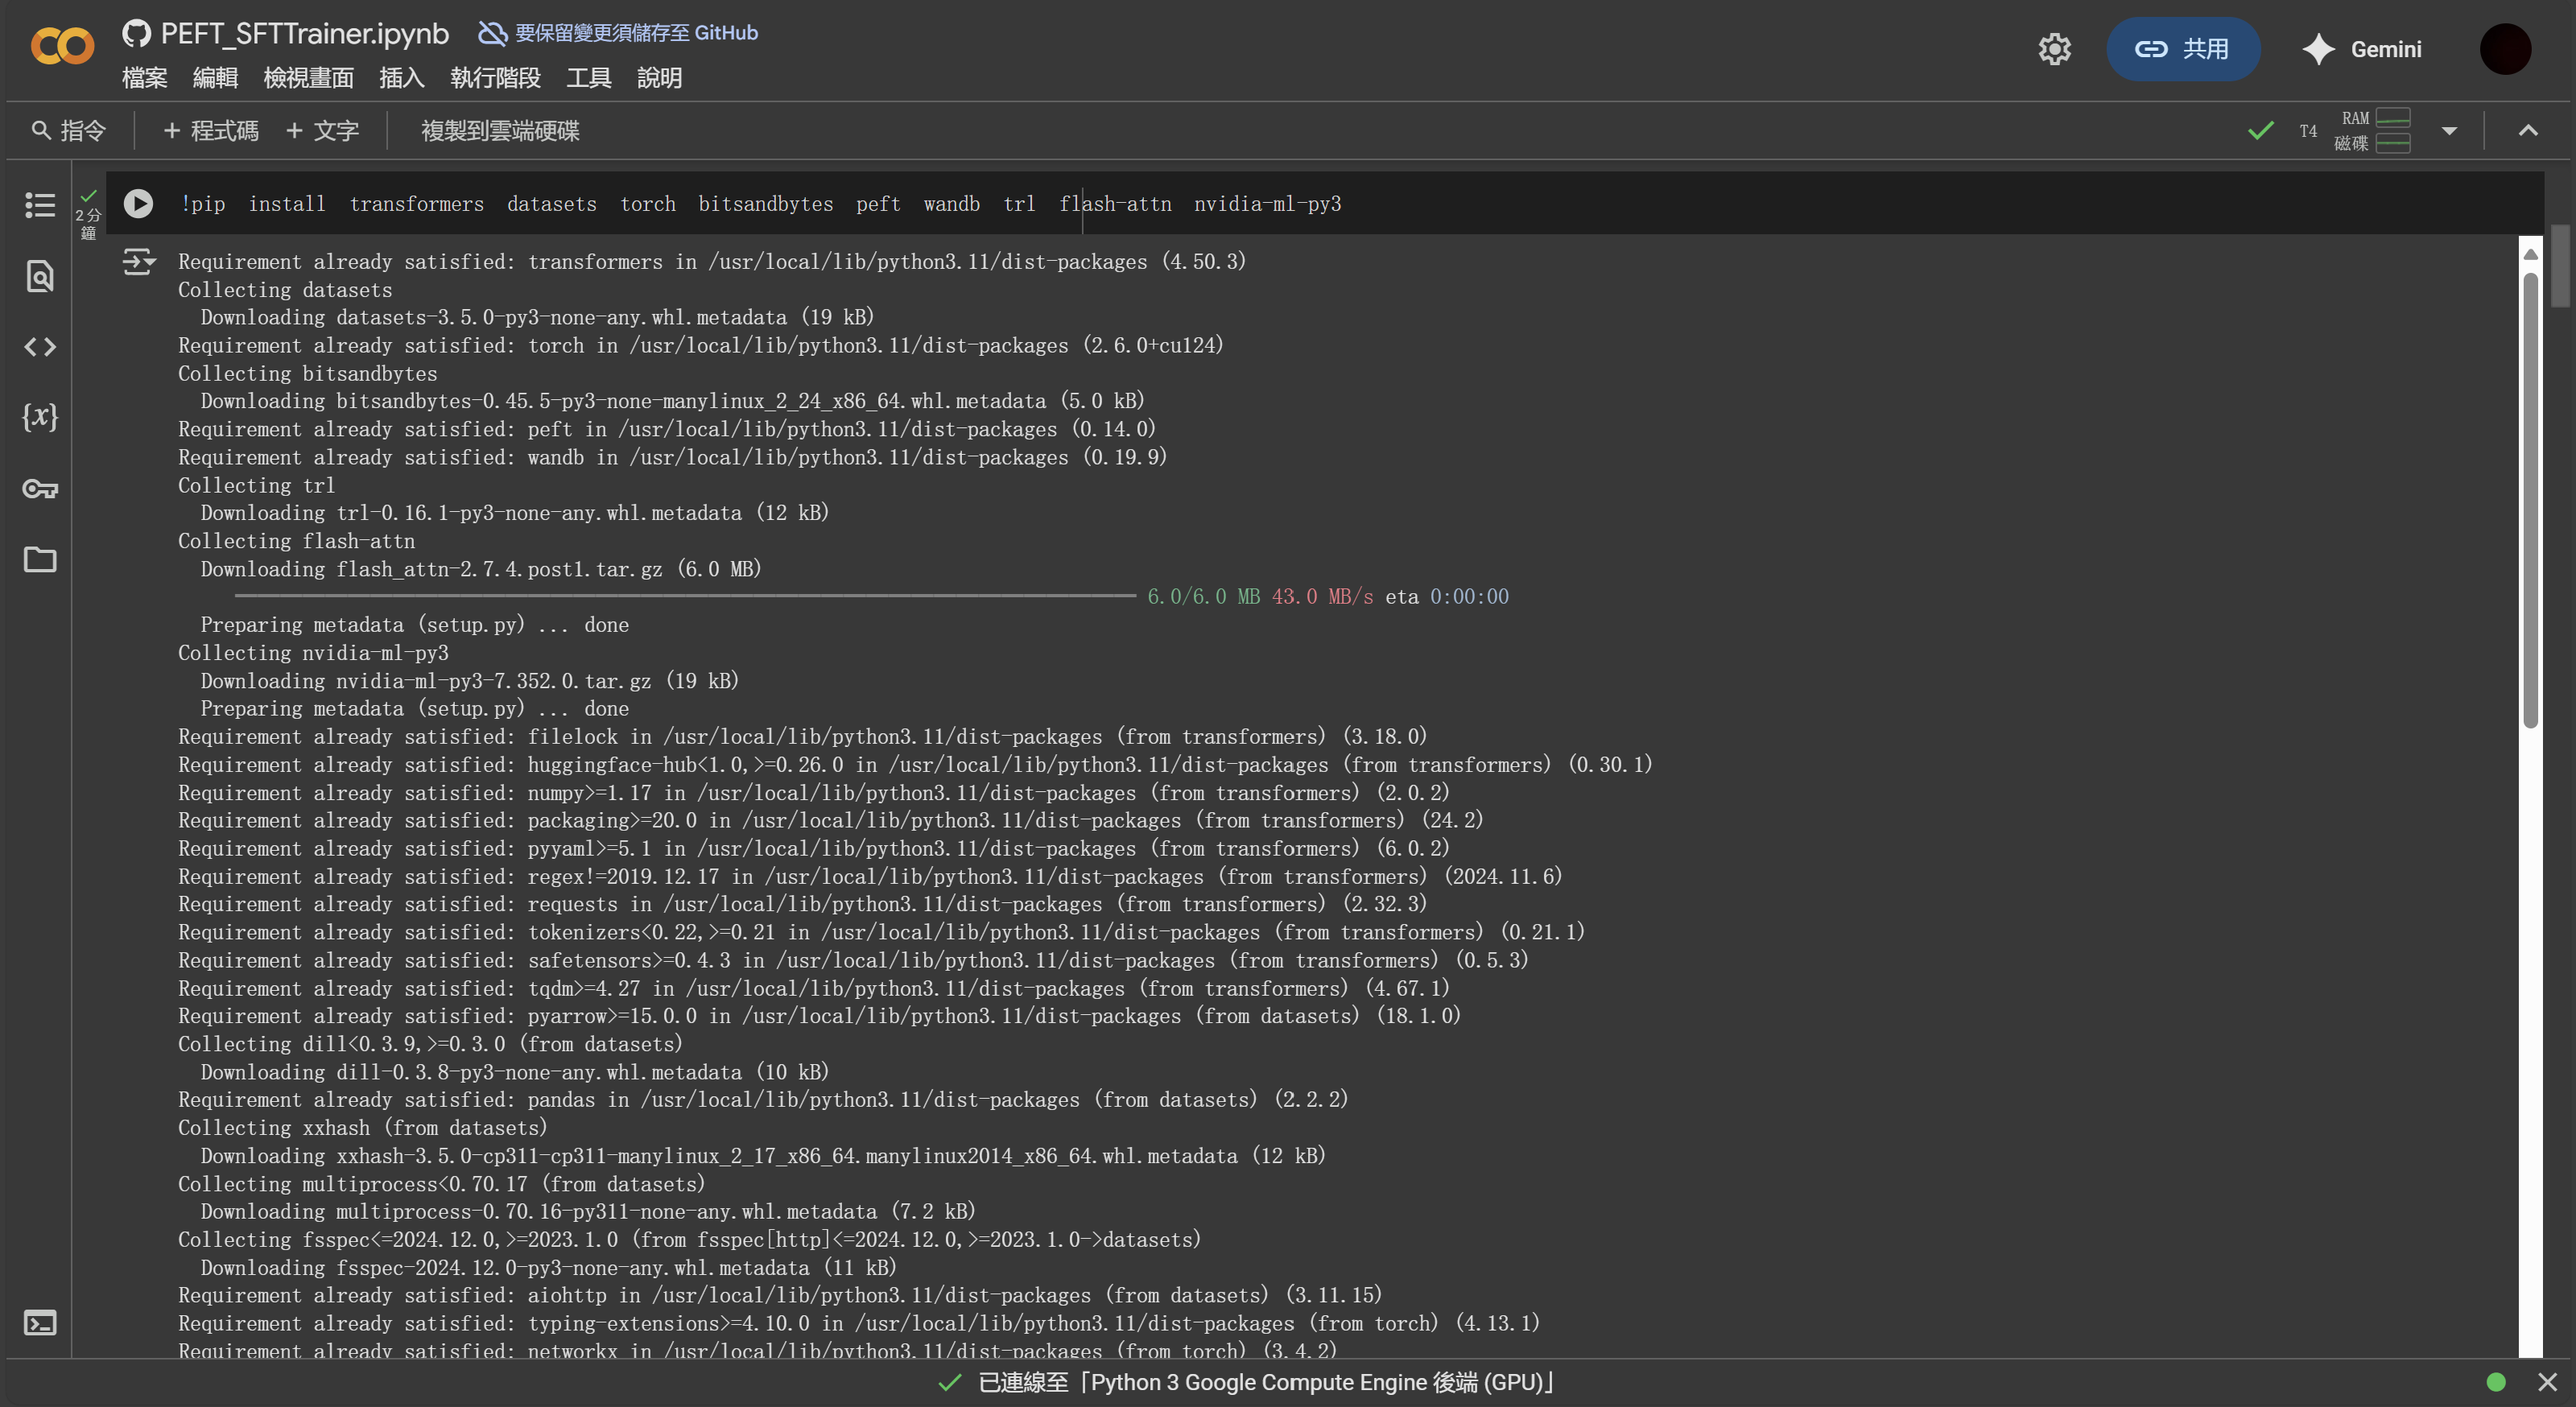 PEFT_SFTTrainer.ipynb 要保留變更須儲存至 GitHub
檔案 編輯 檢視畫面 插入 執行階段 工具 說明
共用 Gemini
指令 + 程式碼 + 文字 複製到雲端硬碟
T4 RAM 磁碟
2 分鐘
!pip install transformers datasets torch bitsandbytes peft wandb trl flash-attn nvidia-ml-py3
Requirement already satisfied: transformers in /usr/local/lib/python3.11/dist-packages (4.50.3)
Collecting datasets
Downloading datasets-3.5.0-py3-none-any.whl.metadata (19 kB)
Requirement already satisfied: torch in /usr/local/lib/python3.11/dist-packages (2.6.0+cu124)
Collecting bitsandbytes
Downloading bitsandbytes-0.45.5-py3-none-manylinux_2_24_x86_64.whl.metadata (5.0 kB)
Requirement already satisfied: peft in /usr/local/lib/python3.11/dist-packages (0.14.0)
Requirement already satisfied: wandb in /usr/local/lib/python3.11/dist-packages (0.19.9)
Collecting trl
Downloading trl-0.16.1-py3-none-any.whl.metadata (12 kB)
Collecting flash-attn
Downloading flash_attn-2.7.4.post1.tar.gz (6.0 MB)
6.0/6.0 MB 43.0 MB/s eta 0:00:00
Preparing metadata (setup.py) ... done
Collecting nvidia-ml-py3
Downloading nvidia-ml-py3-7.352.0.tar.gz (19 kB)
Preparing metadata (setup.py) ... done
Requirement already satisfied: filelock in /usr/local/lib/python3.11/dist-packages (from transformers) (3.18.0)
Requirement already satisfied: huggingface-hub<1.0,>=0.26.0 in /usr/local/lib/python3.11/dist-packages (from transformers) (0.30.1)
Requirement already satisfied: numpy>=1.17 in /usr/local/lib/python3.11/dist-packages (from transformers) (2.0.2)
Requirement already satisfied: packaging>=20.0 in /usr/local/lib/python3.11/dist-packages (from transformers) (24.2)
Requirement already satisfied: pyyaml>=5.1 in /usr/local/lib/python3.11/dist-packages (from transformers) (6.0.2)
Requirement already satisfied: regex!=2019.12.17 in /usr/local/lib/python3.11/dist-packages (from transformers) (2024.11.6)
Requirement already satisfied: requests in /usr/local/lib/python3.11/dist-packages (from transformers) (2.32.3)
Requirement already satisfied: tokenizers<0.22,>=0.21 in /usr/local/lib/python3.11/dist-packages (from transformers) (0.21.1)
Requirement already satisfied: safetensors>=0.4.3 in /usr/local/lib/python3.11/dist-packages (from transformers) (0.5.3)
Requirement already satisfied: tqdm>=4.27 in /usr/local/lib/python3.11/dist-packages (from transformers) (4.67.1)
Requirement already satisfied: pyarrow>=15.0.0 in /usr/local/lib/python3.11/dist-packages (from datasets) (18.1.0)
Collecting dill<0.3.9,>=0.3.0 (from datasets)
Downloading dill-0.3.8-py3-none-any.whl.metadata (10 kB)
Requirement already satisfied: pandas in /usr/local/lib/python3.11/dist-packages (from datasets) (2.2.2)
Collecting xxhash (from datasets)
Downloading xxhash-3.5.0-cp311-cp311-manylinux_2_17_x86_64.manylinux2014_x86_64.whl.metadata (12 kB)
Collecting multiprocess<0.70.17 (from datasets)
Downloading multiprocess-0.70.16-py311-none-any.whl.metadata (7.2 kB)
Collecting fsspec<=2024.12.0,>=2023.1.0 (from fsspec[http]<=2024.12.0,>=2023.1.0->datasets)
Downloading fsspec-2024.12.0-py3-none-any.whl.metadata (11 kB)
Requirement already satisfied: aiohttp in /usr/local/lib/python3.11/dist-packages (from datasets) (3.11.15)
Requirement already satisfied: typing-extensions>=4.10.0 in /usr/local/lib/python3.11/dist-packages (from torch) (4.13.1)
Requirement already satisfied: networkx in /usr/local/lib/python3.11/dist-packages (from torch) (3.4.2)
已連線至「Python 3 Google Compute Engine 後端 (GPU)」